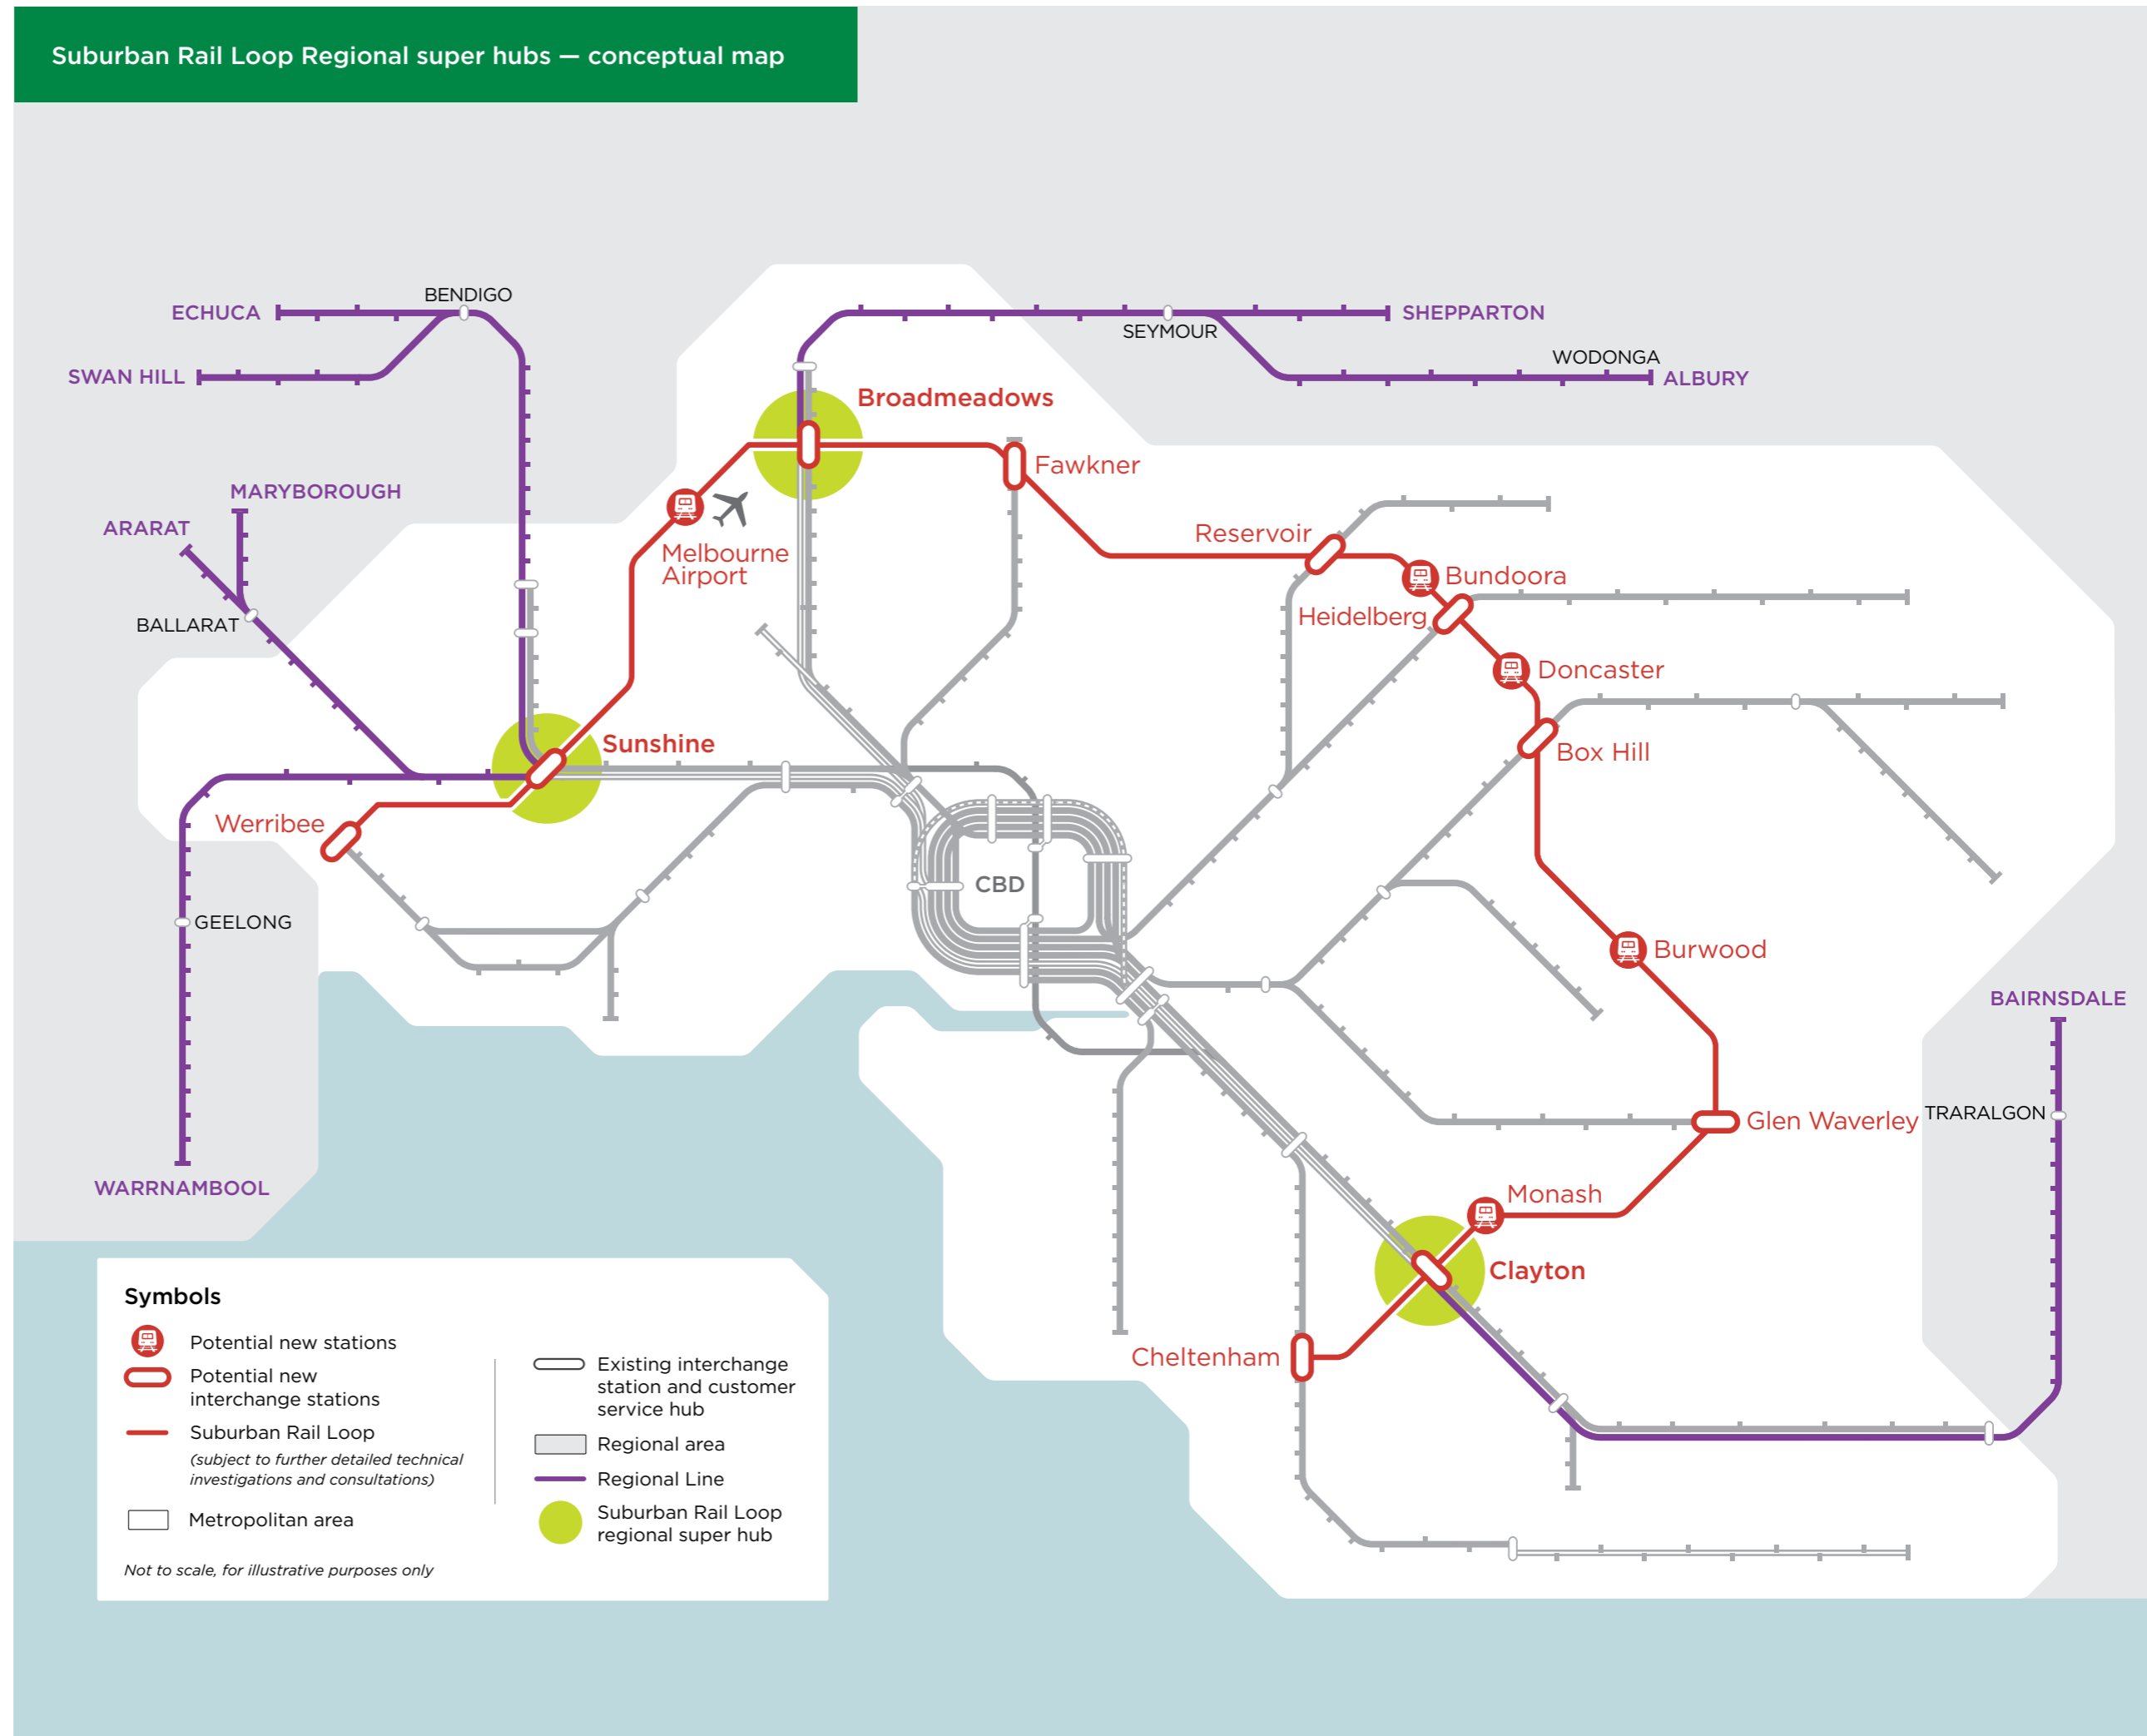 Suburban Rail Loop Regional super hubs — conceptual map
ECHUCA
BENDIGO
SWAN HILL
SHEPPARTON
SEYMOUR
WODONGA
ALBURY
Broadmeadows
Fawkner
MARYBOROUGH
ARARAT
BALLARAT
Melbourne
Airport
Reservoir
Bundoora
Heidelberg
Doncaster
Sunshine
Box Hill
Werribee
CBD
GEELONG
Burwood
BAIRNSDALE
TRARALGON
Glen Waverley
WARRNAMBOOL
Monash
Clayton
Cheltenham
Symbols
Potential new stations
Potential new
interchange stations
Suburban Rail Loop
(subject to further detailed technical
investigations and consultations)
Metropolitan area
Existing interchange
station and customer
service hub
Regional area
Regional Line
Suburban Rail Loop
regional super hub
Not to scale, for illustrative purposes only